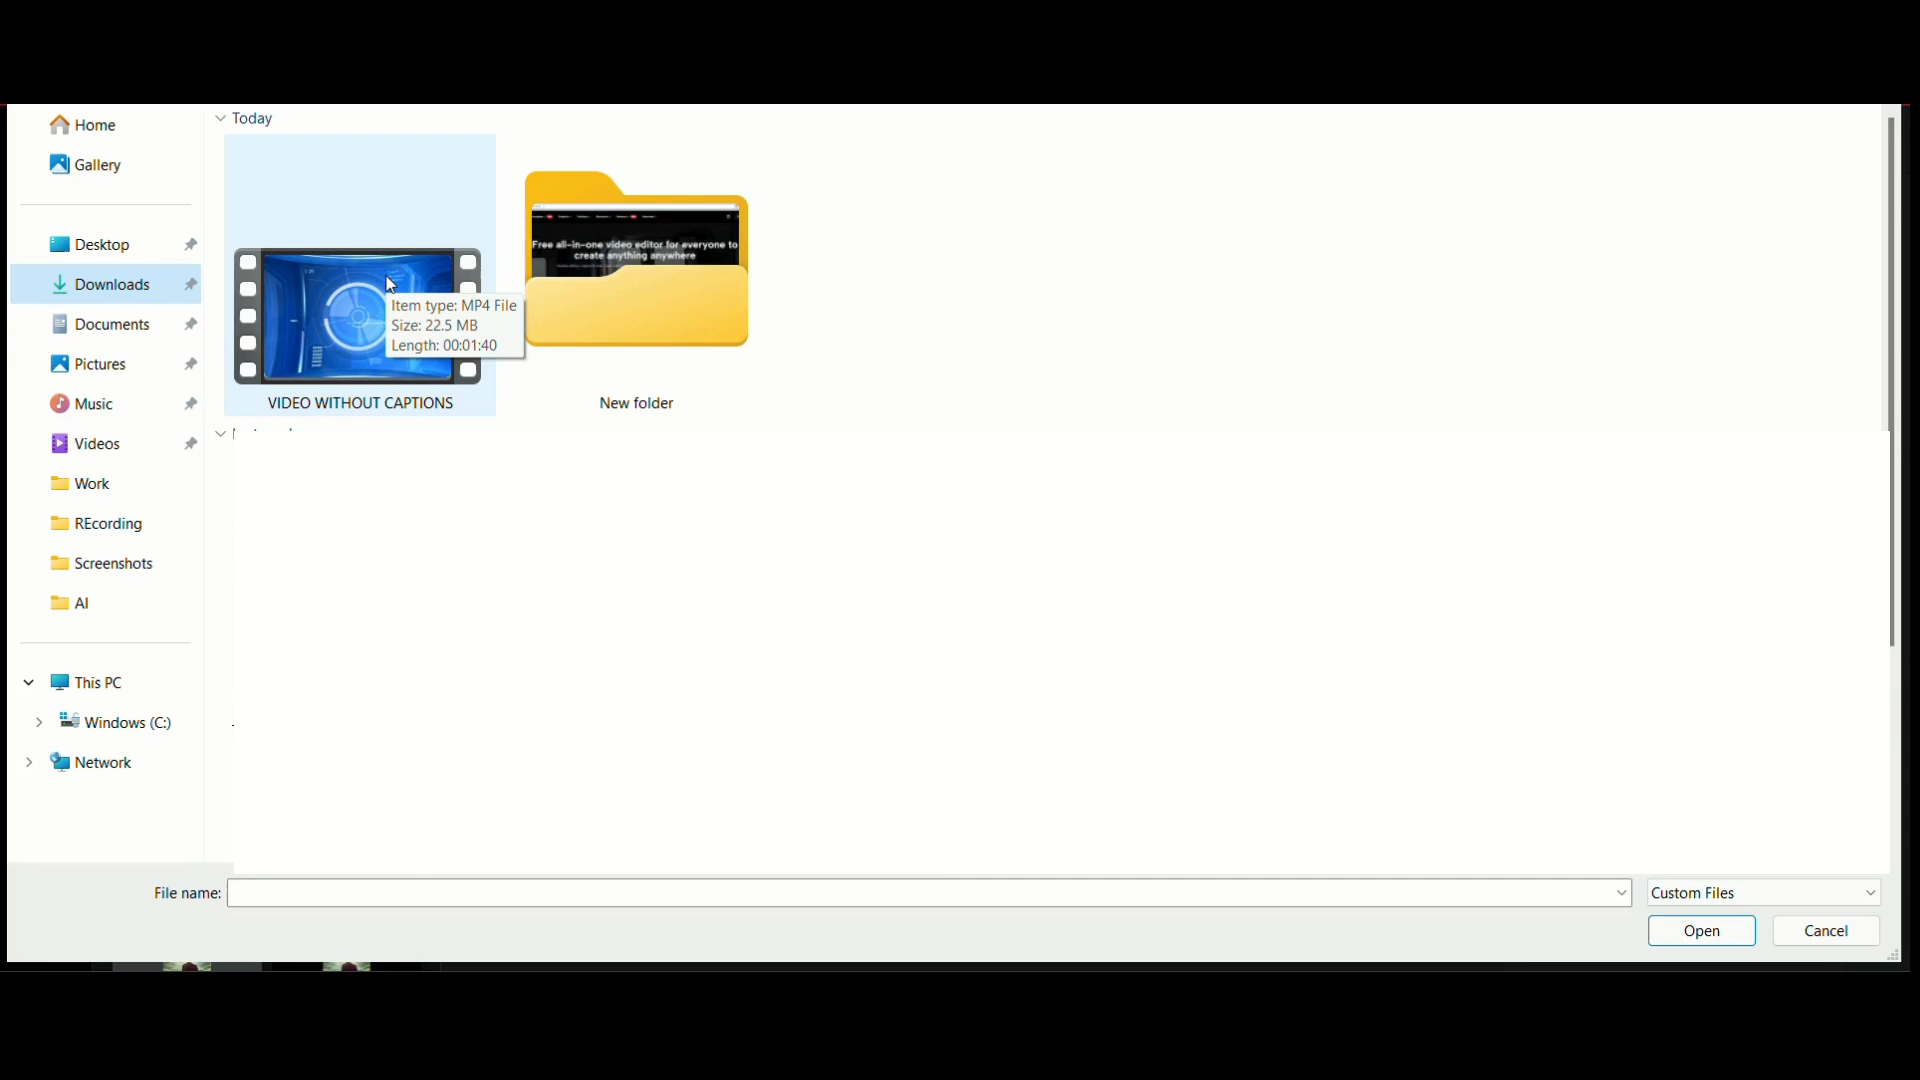 Home
Gallery
Desktop
Downloads
Documents
Pictures
Music
Videos
Work
REcording
Screenshots
AI
This PC
Windows (C:)
Network
Today
Free all-in-one video editor for everyone to
create anything anywhere
Item type: MP4 File
Size: 22.5 MB
Length: 00:01:40
VIDEO WITHOUT CAPTIONS
New folder
File name:
Custom Files
Open
Cancel